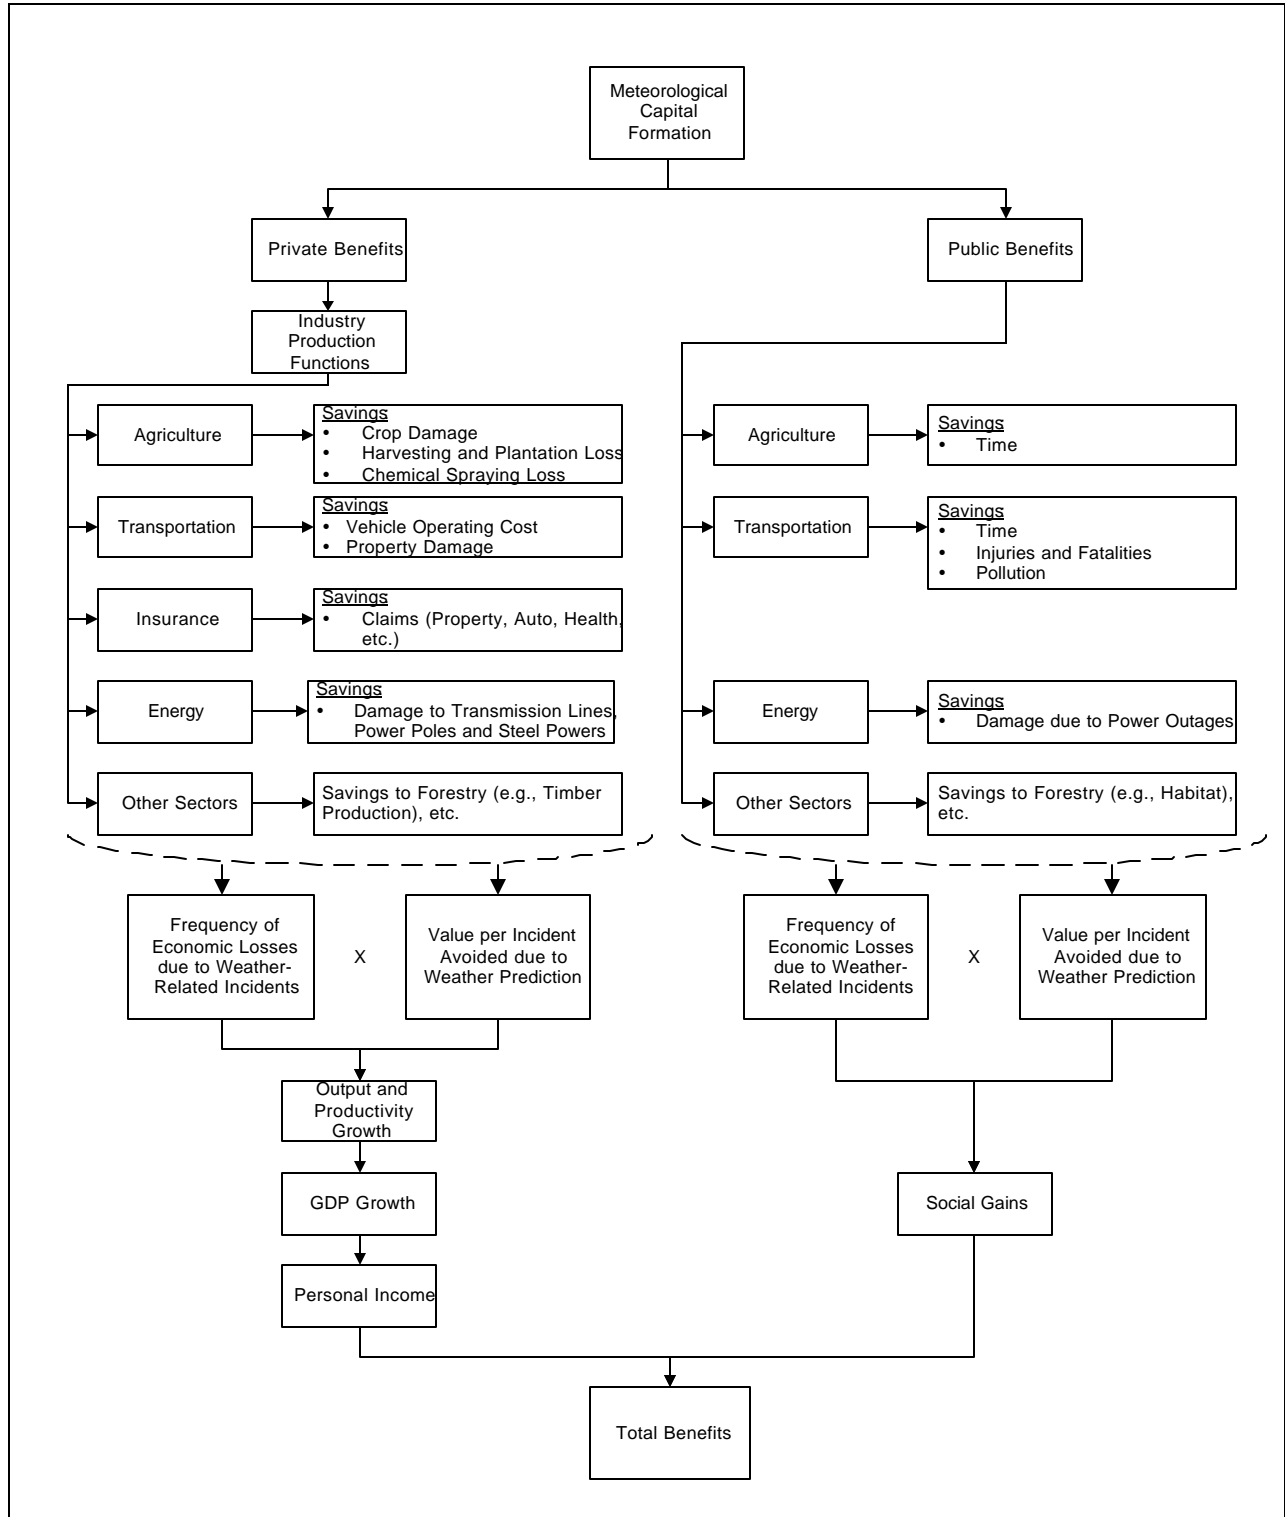 Meteorological
Capital
Formation
Private Benefits
Public Benefits
Industry
Production
Functions
Agriculture
Savings:
• Crop Damage
• Harvesting and Plantation Loss
• Chemical Spraying Loss
Transportation
Savings:
• Vehicle Operating Cost
• Property Damage
Insurance
Savings:
• Claims (Property, Auto, Health,
etc.)
Energy
Savings:
• Damage to Transmission Lines,
Power Poles and Steel Powers
Other Sectors
Savings to Forestry (e.g., Timber
Production), etc.
Agriculture
Savings:
• Time
Transportation
Savings:
• Time
• Injuries and Fatalities
• Pollution
Energy
Savings:
• Damage due to Power Outages
Other Sectors
Savings to Forestry (e.g., Habitat),
etc.
Frequency of
Economic Losses
due to Weather-
Related Incidents
X
Value per Incident
Avoided due to
Weather Prediction
Frequency of
Economic Losses
due to Weather-
Related Incidents
X
Value per Incident
Avoided due to
Weather Prediction
Output and
Productivity
Growth
GDP Growth
Personal Income
Social Gains
Total Benefits